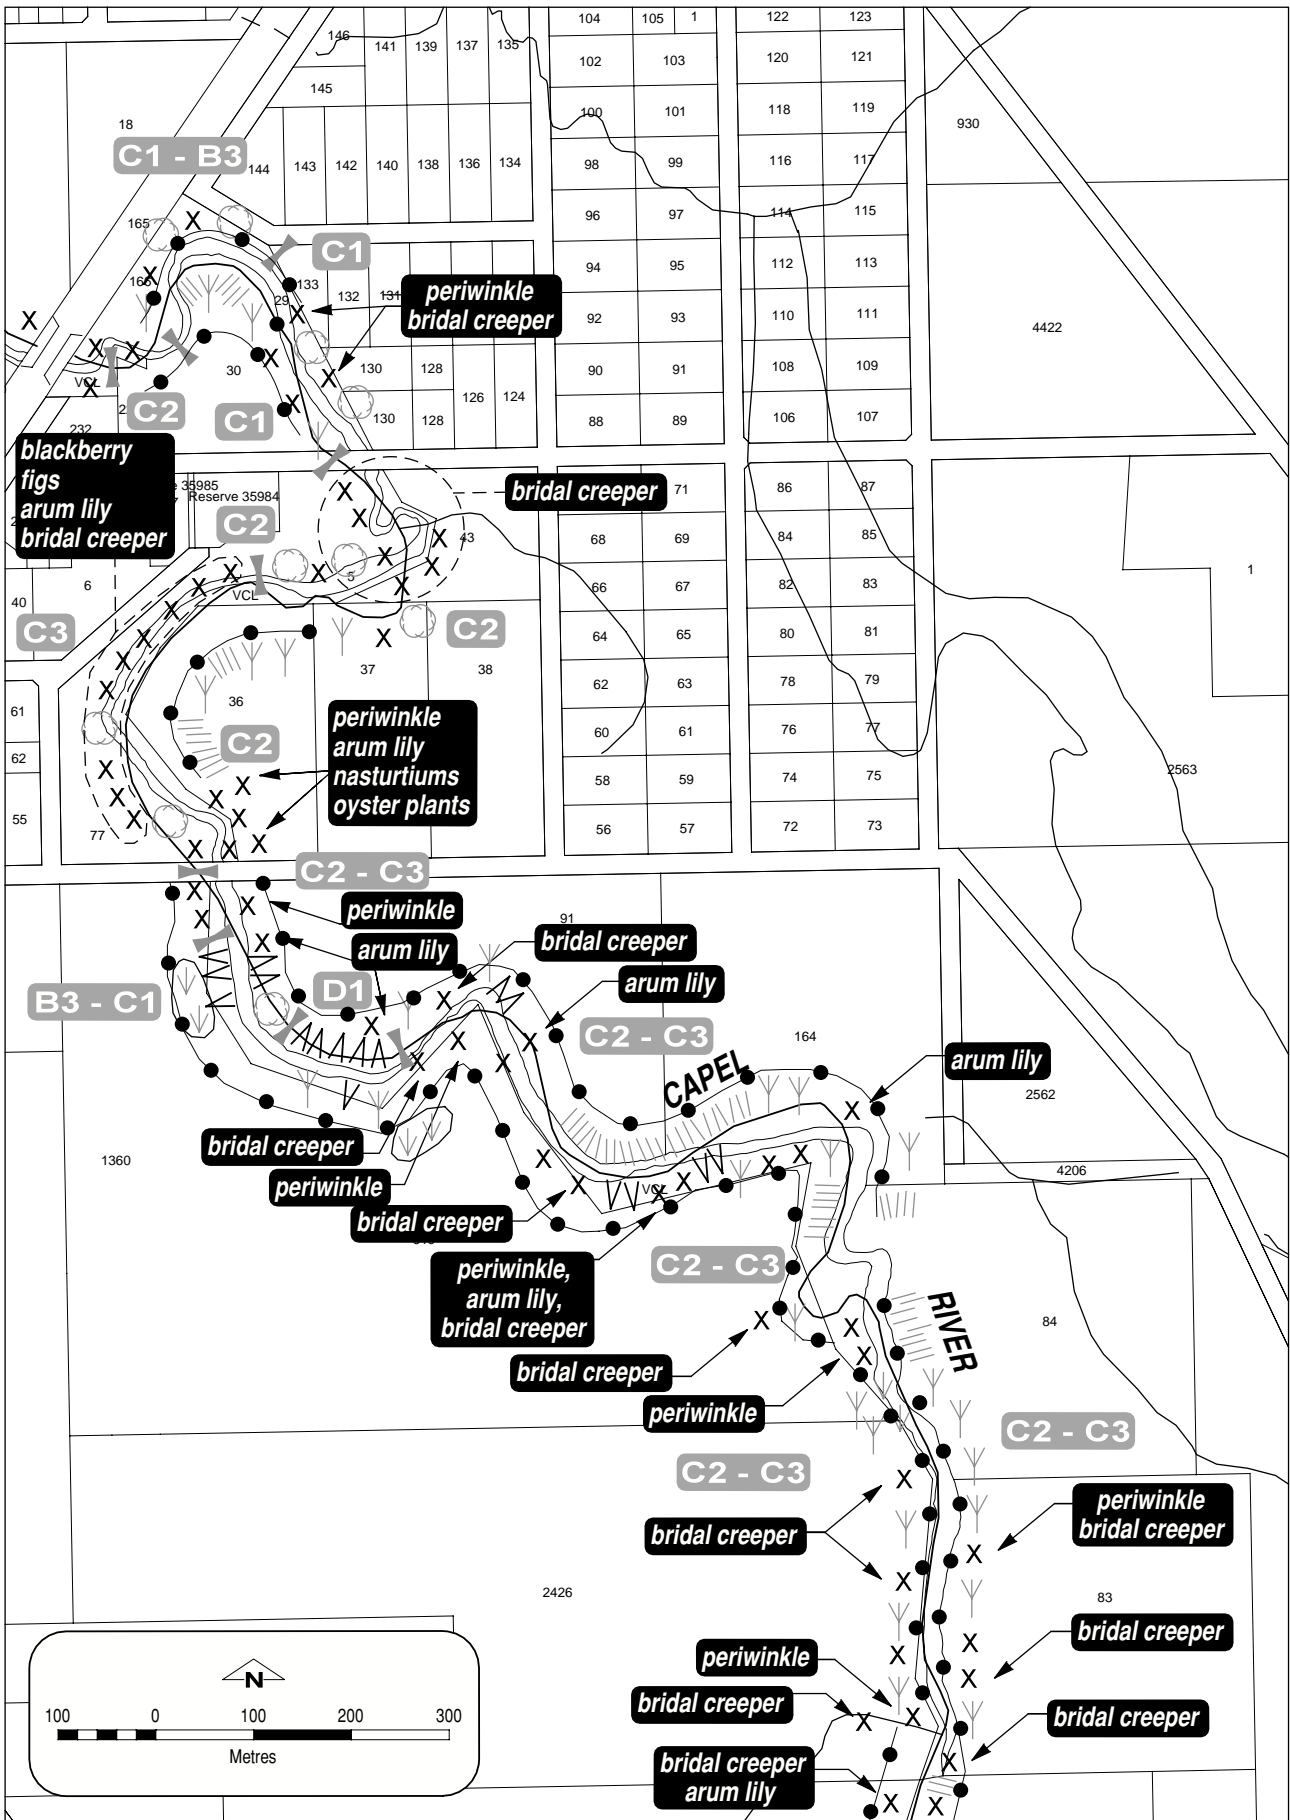 104
105
1
122
123
146
141
139
137
135
102
103
120
121
145
100
101
118
119
18
930
C1 - B3
144
143
142
140
138
136
134
98
99
116
117
96
97
114
115
165
C1
94
95
112
113
166
133
29
132
131
periwinkle
bridal creeper
92
93
110
111
4422
30
130
128
90
91
108
109
VCL
C2
C1
130
128
126
124
88
89
106
107
232
blackberry
figs
arum lily
bridal creeper
35985
Reserve 35984
bridal creeper
71
86
87
C2
43
68
69
84
85
5
1
6
VCL
66
67
82
83
40
C3
C2
64
65
80
81
37
38
62
63
78
79
36
61
60
61
76
77
C2
periwinkle
arum lily
nasturtiums
oyster plants
62
58
59
74
75
2563
55
77
56
57
72
73
C2 - C3
periwinkle
91
arum lily
bridal creeper
arum lily
D1
B3 - C1
C2 - C3
164
CAPEL
arum lily
2562
bridal creeper
1360
4206
periwinkle
VCL
bridal creeper
periwinkle,
arum lily,
bridal creeper
C2 - C3
RIVER
84
bridal creeper
periwinkle
C2 - C3
C2 - C3
periwinkle
bridal creeper
bridal creeper
2426
83
bridal creeper
periwinkle
bridal creeper
bridal creeper
bridal creeper
arum lily
N
100
0
100
200
300
Metres